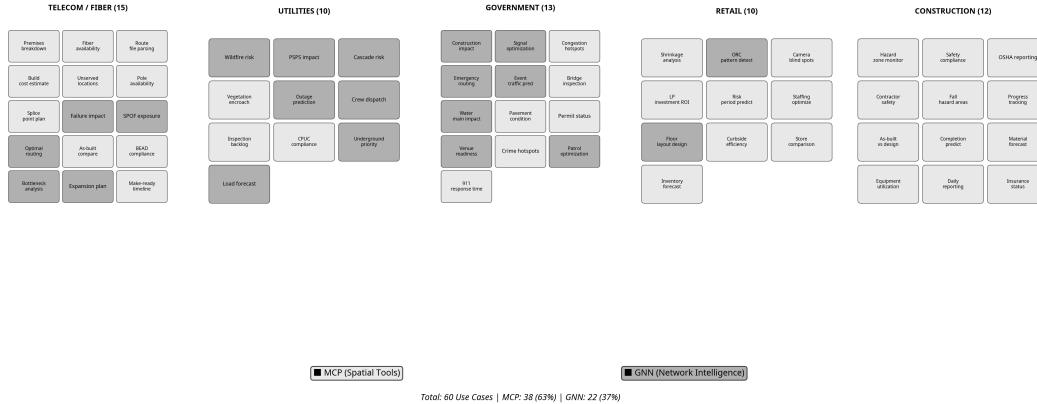 TELECOM / FIBER (15)
Premises
breakdown
Fiber
availability
Route
file parsing
Build
cost estimate
Unserved
locations
Pole
availability
Splice
point plan
Failure impact
SPOF exposure
Optimal
routing
As-built
compare
BEAD
compliance
Bottleneck
analysis
Expansion plan
Make-ready
timeline
UTILITIES (10)
Wildfire risk
PSPS impact
Cascade risk
Vegetation
encroach
Outage
prediction
Crew dispatch
Inspection
backlog
CPUC
compliance
Underground
priority
Load forecast
GOVERNMENT (13)
Construction
impact
Signal
optimization
Congestion
hotspots
Emergency
routing
Event
traffic pred
Bridge
inspection
Water
main impact
Pavement
condition
Permit status
Venue
readiness
Crime hotspots
Patrol
optimization
911
response time
RETAIL (10)
Shrinkage
analysis
ORC
pattern detect
Camera
blind spots
LP
investment ROI
Risk
period predict
Staffing
optimize
Floor
layout design
Curbside
efficiency
Store
comparison
Inventory
forecast
CONSTRUCTION (12)
Hazard
zone monitor
Safety
compliance
OSHA reporting
Contractor
safety
Fall
hazard areas
Progress
tracking
As-built
vs design
Completion
predict
Material
forecast
Equipment
utilization
Daily
reporting
Insurance
status
■ MCP (Spatial Tools)
■ GNN (Network Intelligence)
Total: 60 Use Cases | MCP: 38 (63%) | GNN: 22 (37%)